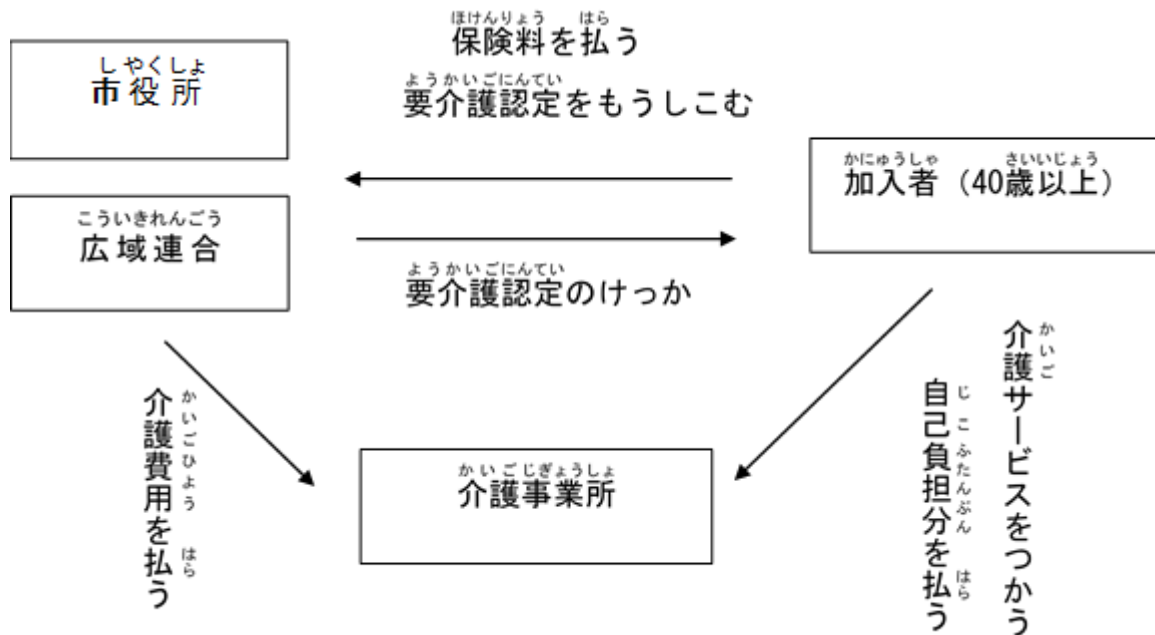 ほけんりょう はら
保険料を払う
しやくしょ
市役所
ようかいごにんてい
要介護認定をもうしこむ
かにゅうしゃ さいいじょう
加入者（40歳以上）
こういきれんごう
広域連合
ようかいごにんてい
要介護認定のけっか
かいご
介護サービスをつかう
じこふたんぶん はら
自己負担分を払う
かいごひよう はら
介護費用を払う
かいごじぎょうしょ
介護事業所